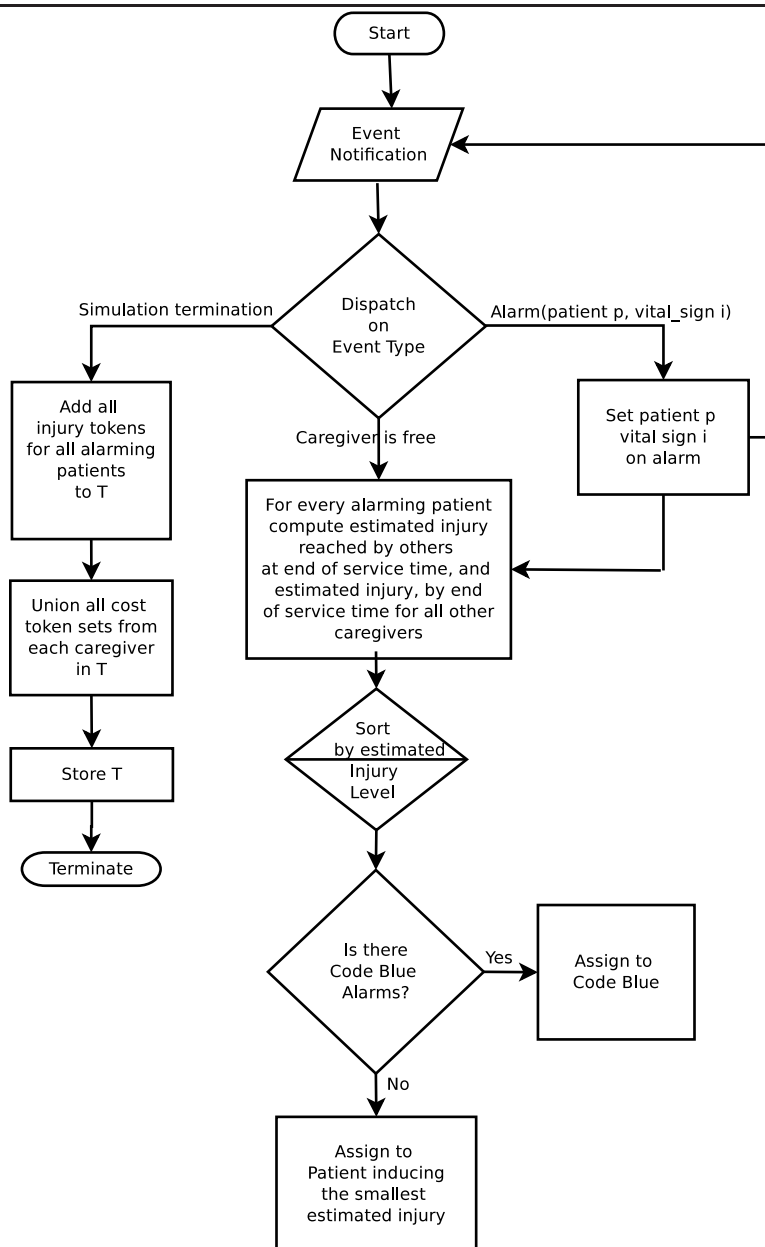 Start
Event
Notification
Dispatch
on
Event Type
Simulation termination
Alarm(patient p, vital_sign i)
Caregiver is free
Add all
injury tokens
for all alarming
patients
to T
Set patient p
vital sign i
on alarm
For every alarming patient
compute estimated injury
reached by others
at end of service time, and
estimated injury, by end
of service time for all other
caregivers
Union all cost
token sets from
each caregiver
in T
Store T
Terminate
Sort
by estimated
Injury
Level
Is there
Code Blue
Alarms?
Yes
Assign to
Code Blue
No
Assign to
Patient inducing
the smallest
estimated injury